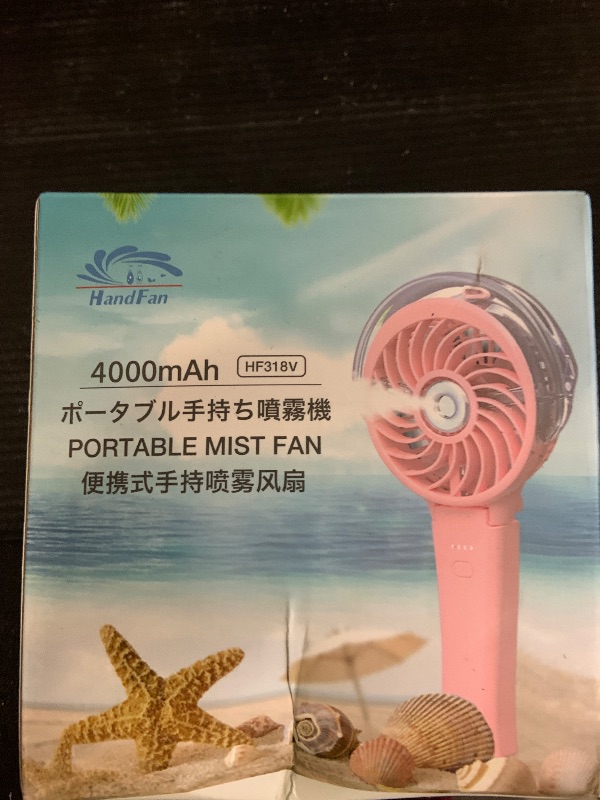 HandFan
4000mAh HF318V
ポータブル手持ち噴霧機
PORTABLE MIST FAN
便携式手持喷雾风扇